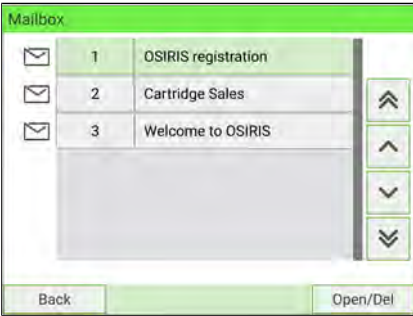 Mailbox
1 OSIRIS registration
2 Cartridge Sales
3 Welcome to OSIRIS
Back Open/Del